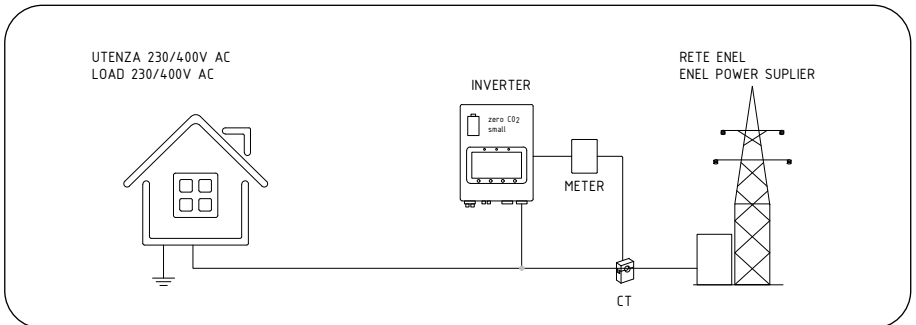 UTENZA 230/400V AC
LOAD 230/400V AC
RETE ENEL
ENEL POWER SUPLIER
INVERTER
zero CO2
small
METER
CT